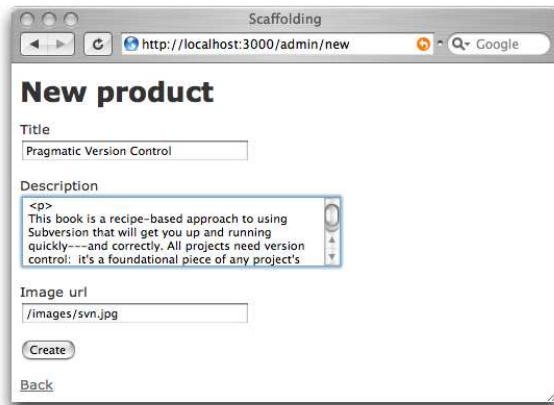 Scaffolding
http://localhost:3000/admin/new
Google
New product
Title
Pragmatic Version Control
Description
<p>
This book is a recipe-based approach to using
Subversion that will get you up and running
quickly---and correctly. All projects need version
control: it's a foundational piece of any project's
Image url
/images/svn.jpg
Create
Back